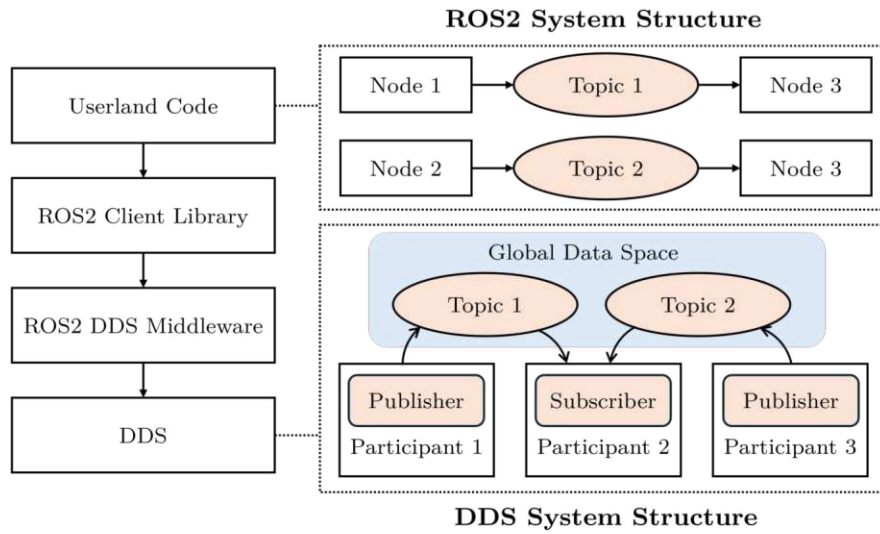 ROS2 System Structure
Userland Code
ROS2 Client Library
ROS2 DDS Middleware
DDS
Node 1
Topic 1
Node 3
Node 2
Topic 2
Node 3
Global Data Space
Topic 1
Topic 2
Publisher
Participant 1
Subscriber
Participant 2
Publisher
Participant 3
DDS System Structure